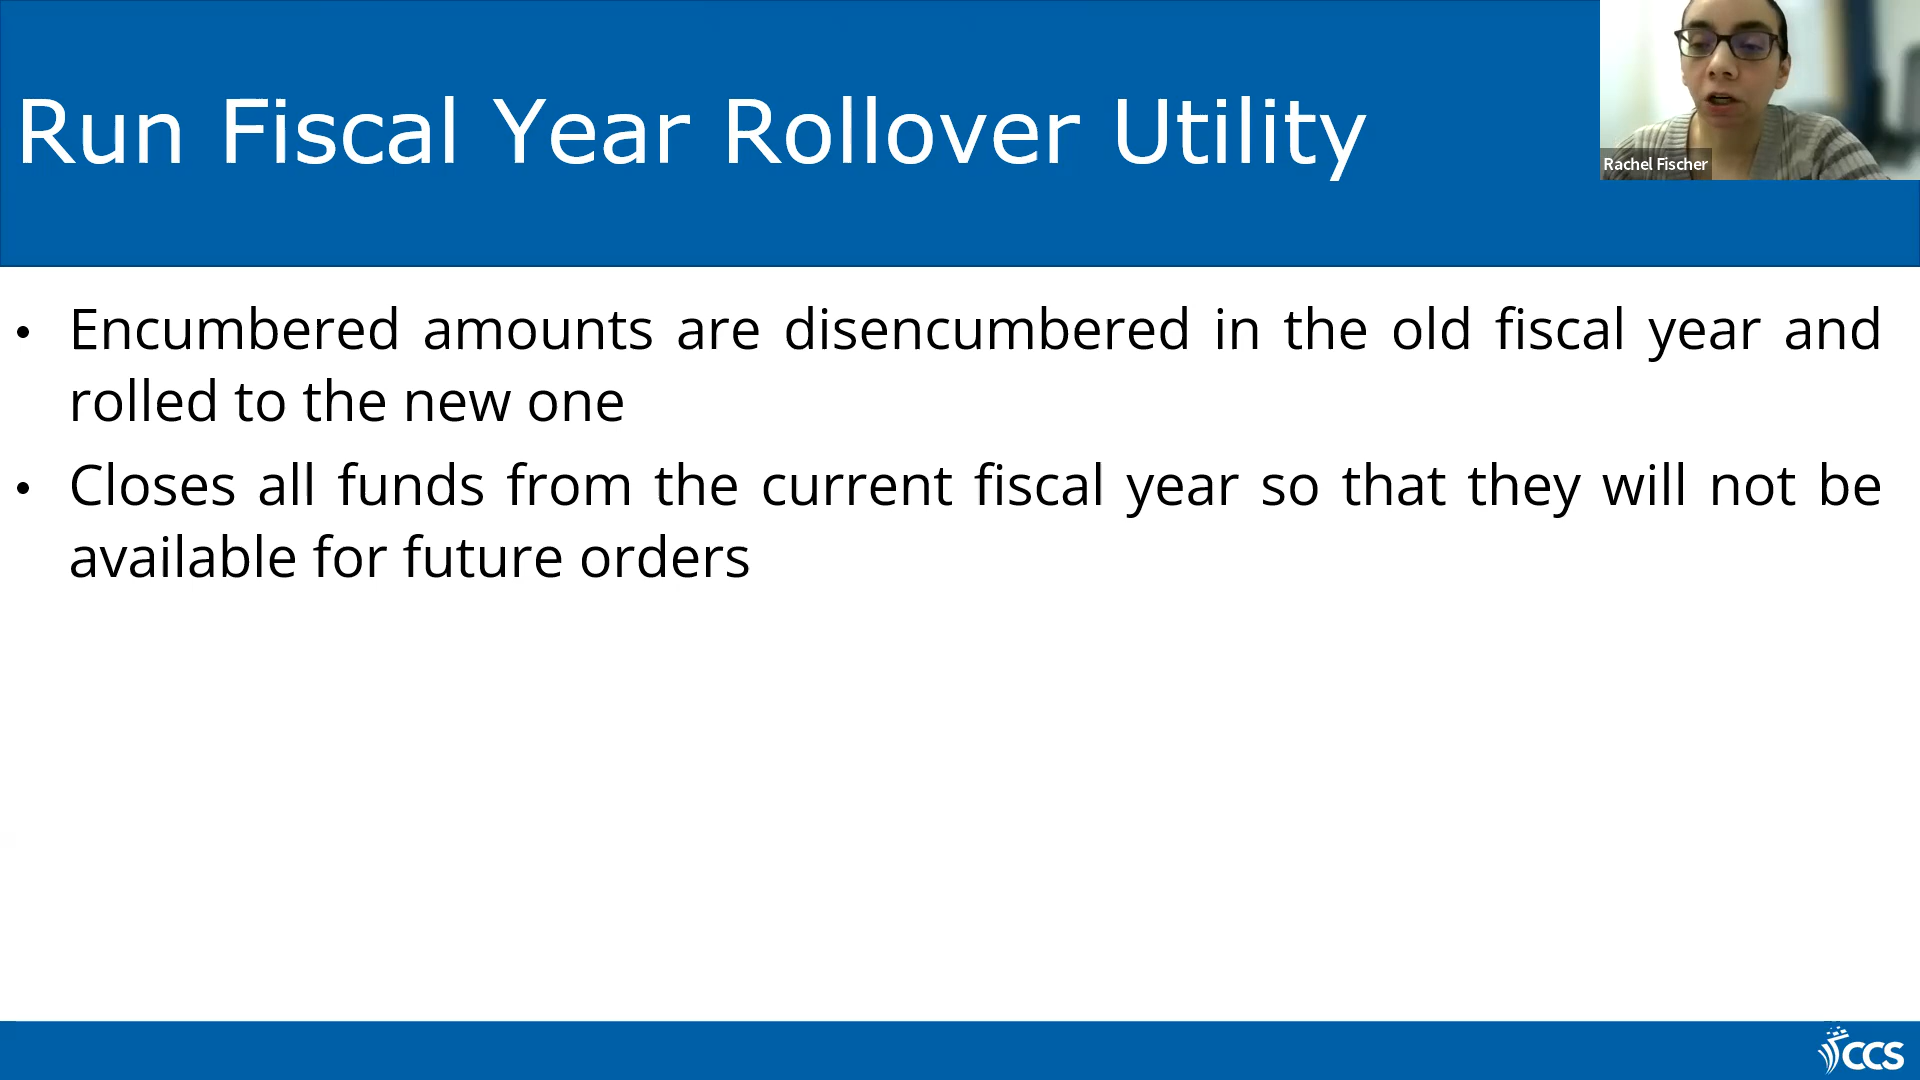 Run Fiscal Year Rollover Utility
Rachel Fischer
• Encumbered amounts are disencumbered in the old fiscal year and
rolled to the new one
• Closes all funds from the current fiscal year so that they will not be
available for future orders
CCS